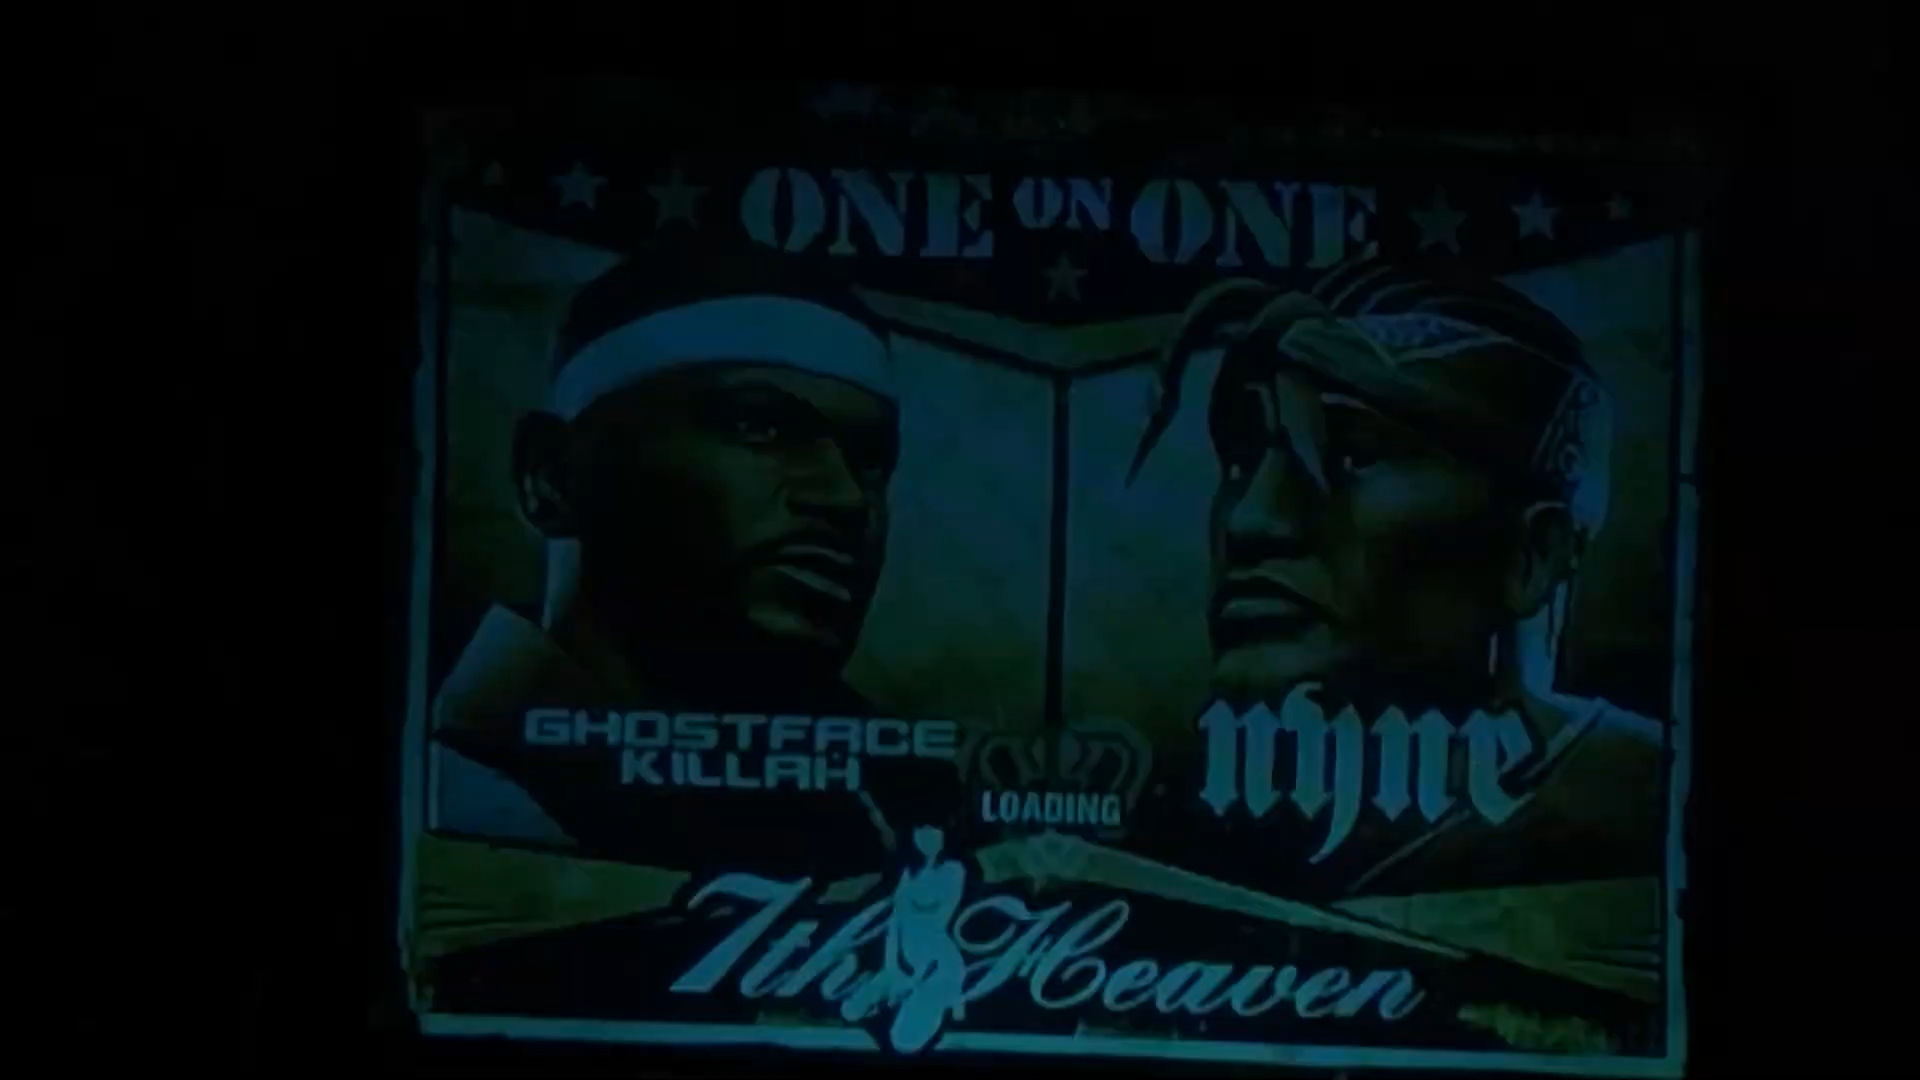 ONE ON ONE
GHOSTFACE
KILLAH
nyne
LOADING
7th Heaven